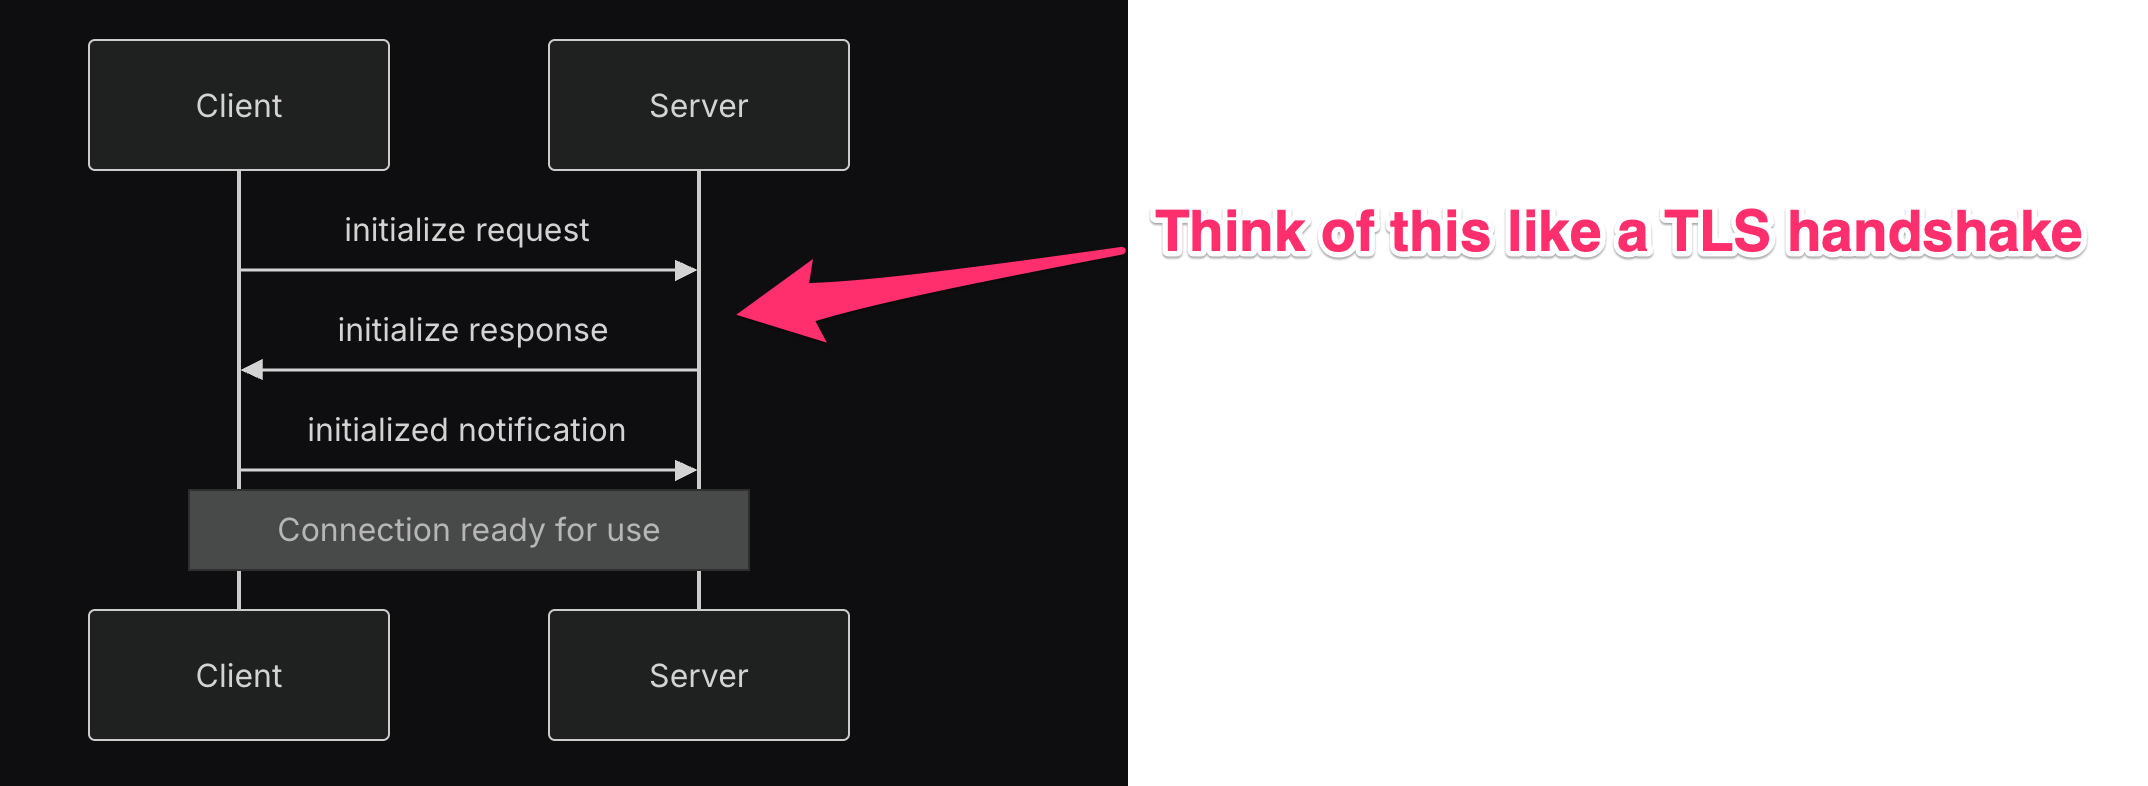 Client
Server
initialize request
Think of this like a TLS handshake
initialize response
initialized notification
Connection ready for use
Client
Server